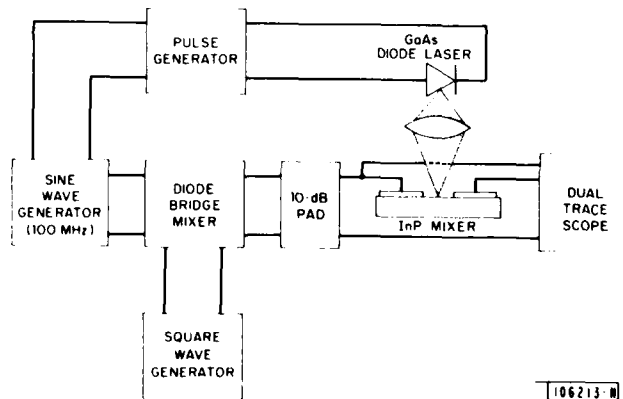 PULSE
GENERATOR
GaAs
DIODE LASER
SINE
WAVE
GENERATOR
(100 MHz)
DIODE
BRIDGE
MIXER
10-dB
PAD
InP MIXER
DUAL
TRACE
SCOPE
SQUARE
WAVE
GENERATOR
106213-N